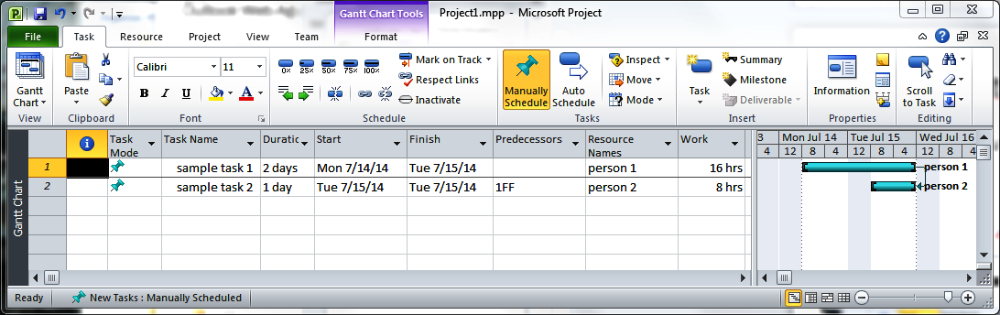 Gantt Chart Tools
Project1.mpp - Microsoft Project
File Task Resource Project View Team Format
Gantt Chart
View
Paste
Clipboard
Calibri 11
B I U A
Font
0% 25% 50% 75% 100%
Mark on Track
Respect Links
Inactivate
Schedule
Manually Schedule
Auto Schedule
Inspect
Move
Mode
Tasks
Task
Summary
Milestone
Deliverable
Insert
Information
Properties
Scroll to Task
Editing
Task Mode Task Name Duratic Start Finish Predecessors Resource Names Work
3 Mon Jul 14 Tue Jul 15 Wed Jul 16
4 12 8 4 12 8 4 12 8 4
1 sample task 1 2 days Mon 7/14/14 Tue 7/15/14 person 1 16 hrs
person 1
2 sample task 2 1 day Tue 7/15/14 Tue 7/15/14 1FF person 2 8 hrs
person 2
Gantt Chart
Ready New Tasks : Manually Scheduled